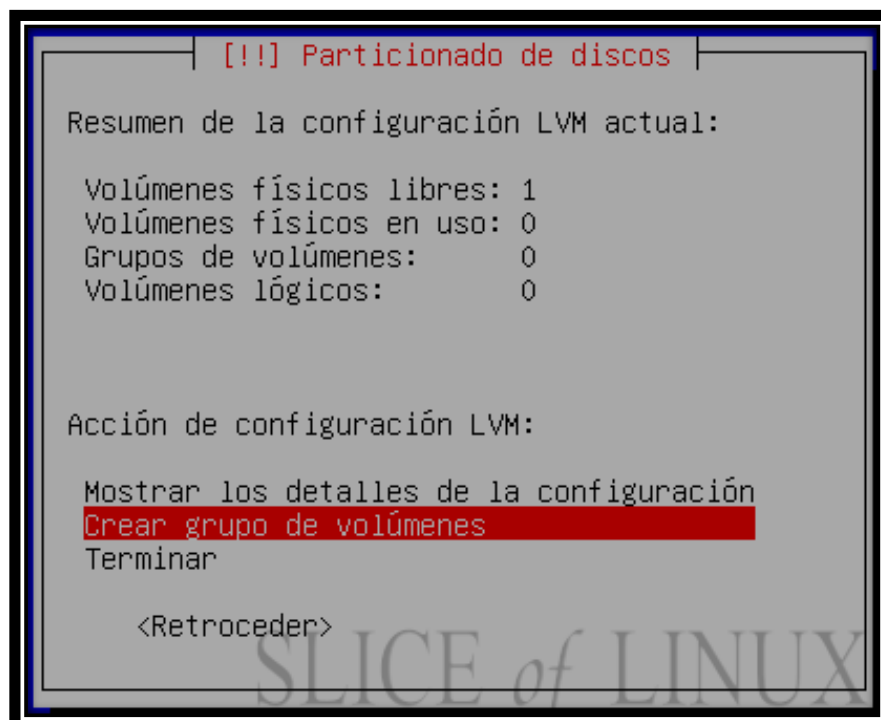 [!!] Particionado de discos
Resumen de la configuración LVM actual:
Volúmenes físicos libres: 1
Volúmenes físicos en uso: 0
Grupos de volúmenes: 0
Volúmenes lógicos: 0
Acción de configuración LVM:
Mostrar los detalles de la configuración
Crear grupo de volúmenes
Terminar
<Retroceder>
SLICE of LINUX